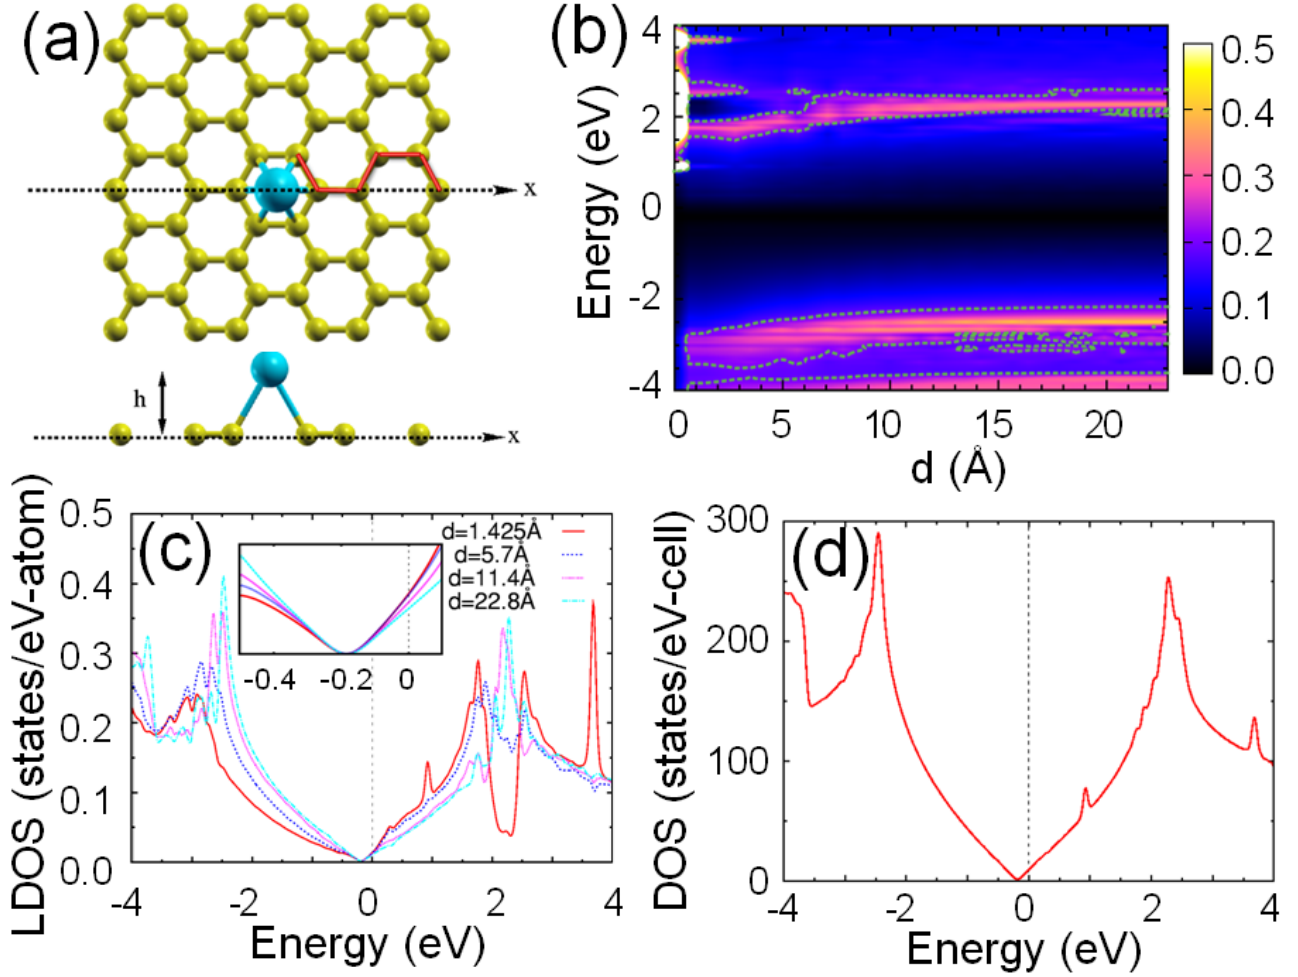 (a)
x
h
x
(b)
Energy (eV)
4
2
0
-2
-4
0 5 10 15 20
d (Å)
0.5
0.4
0.3
0.2
0.1
0.0
(c)
LDOS (states/eV-atom)
0.5
0.4
0.3
0.2
0.1
0.0
-4 -2 0 2 4
Energy (eV)
d=1.425Å
d=5.7Å
d=11.4Å
d=22.8Å
-0.4 -0.2 0
(d)
DOS (states/eV-cell)
300
200
100
0
-4 -2 0 2 4
Energy (eV)